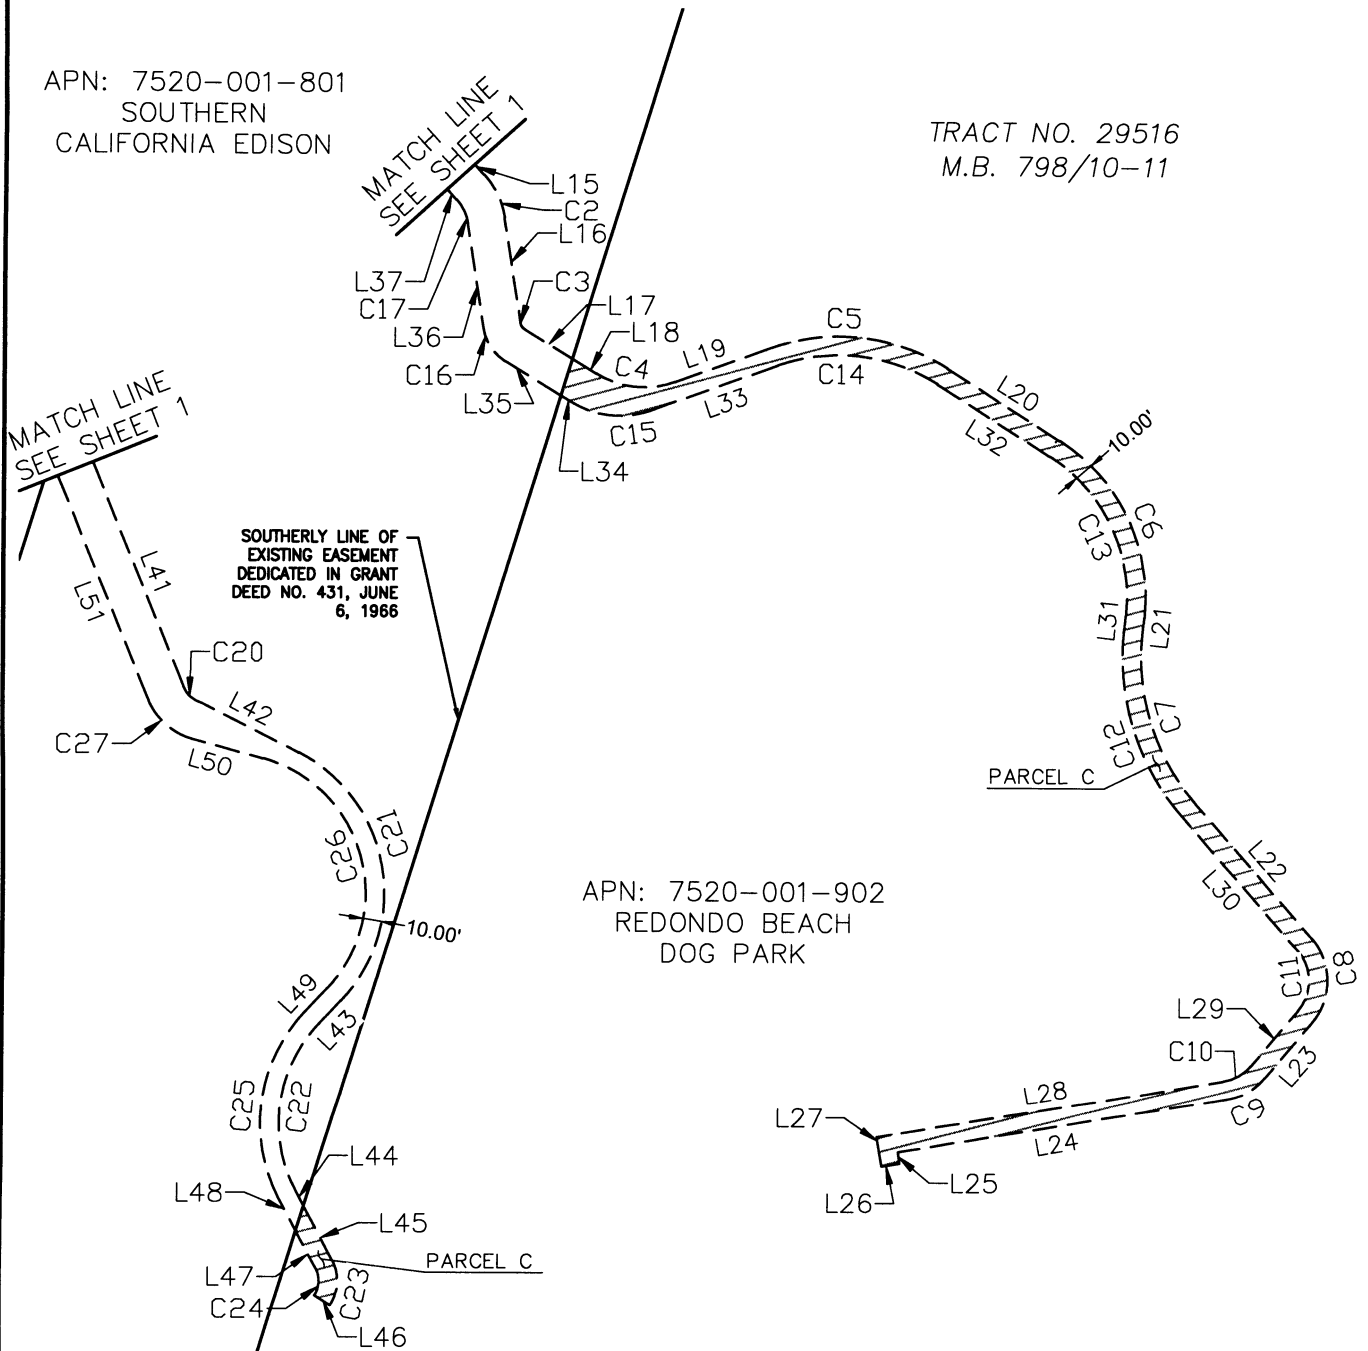 APN: 7520-001-801
SOUTHERN
CALIFORNIA EDISON
MATCH LINE
SEE SHEET 1
TRACT NO. 29516
M.B. 798/10-11
L15
C2
L16
L37
C17
C3
L17
L36
L18
C5
C16
C4
L19
C14
L35
L33
C15
L20
L32
L34
10.00'
MATCH LINE
SEE SHEET 1
C6
C13
SOUTHERLY LINE OF
EXISTING EASEMENT
DEDICATED IN GRANT
DEED NO. 431, JUNE
6, 1966
L41
L51
L31
L21
C20
L42
C7
C12
C27
L50
PARCEL C
C21
C26
L22
L30
APN: 7520-001-902
REDONDO BEACH
DOG PARK
10.00'
C8
C11
L49
L43
L29
C10
L23
C25
C22
L28
C9
L27
L24
L44
L25
L26
L48
L45
PARCEL C
L47
C24
C23
L46